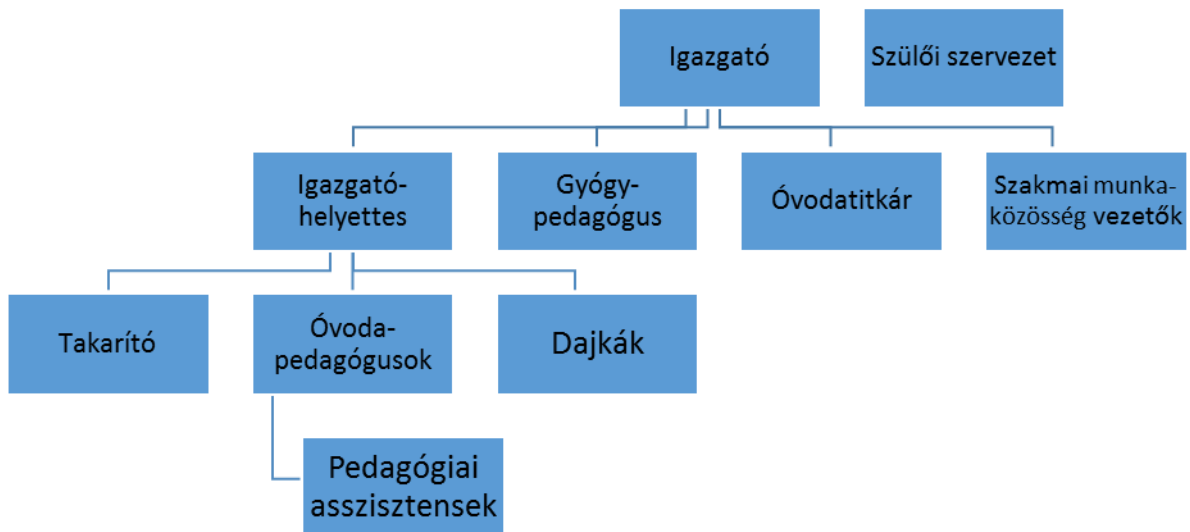 Igazgató
Szülői szervezet
Igazgató-
helyettes
Gyógy-
pedagógus
Óvodatitkár
Szakmai munka-
közösség vezetők
Takarító
Óvoda-
pedagógusok
Dajkák
Pedagógiai
asszisztensek